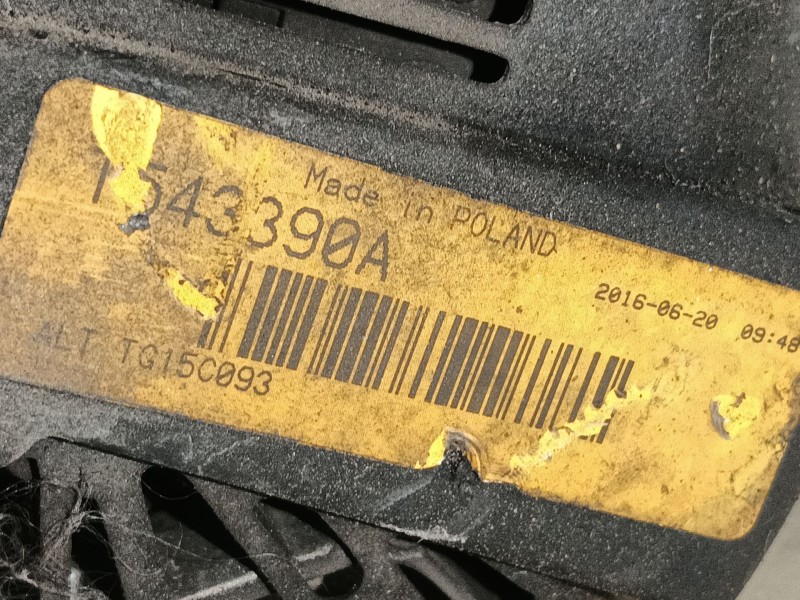 Made in POLAND
1543390A
2016-06-20 09:48
ALT TG15C093